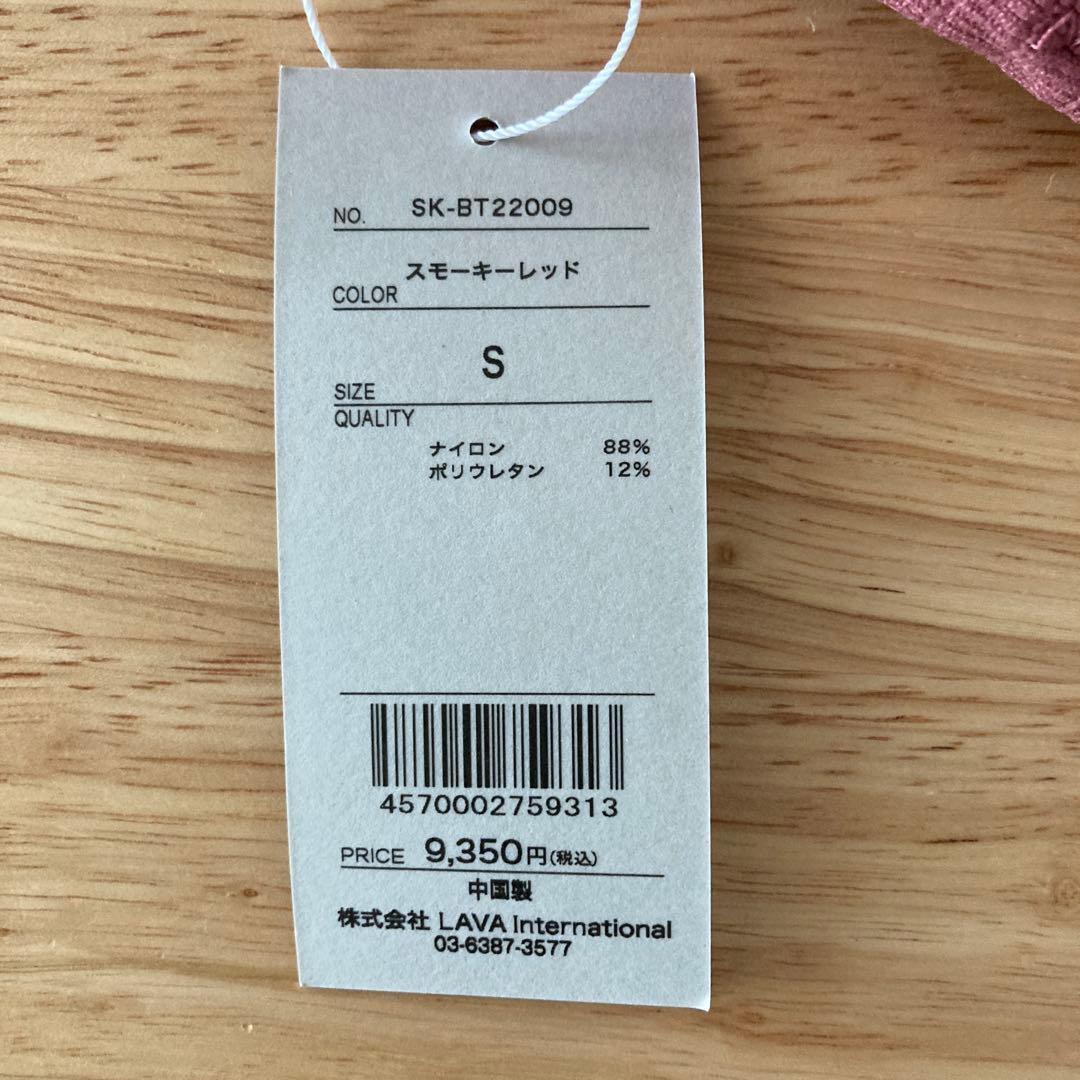 NO. SK-BT22009
スモーキーレッド
COLOR
S
SIZE
QUALITY
ナイロン 88%
ポリウレタン 12%
4570002759313
PRICE 9,350円(税込)
中国製
株式会社 LAVA International
03-6387-3577